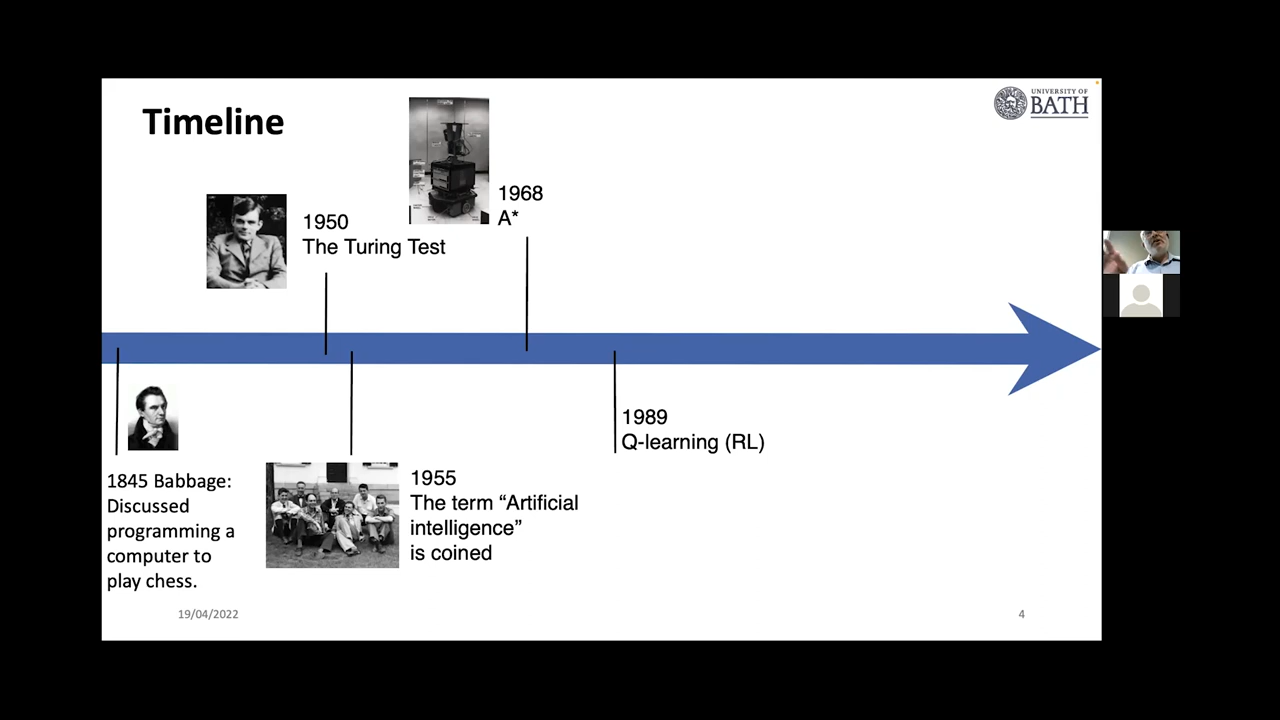 Timeline
UNIVERSITY OF
BATH
1968
A*
1950
The Turing Test
1989
Q-learning (RL)
1845 Babbage:
Discussed
programming a
computer to
play chess.
1955
The term “Artificial
intelligence”
is coined
19/04/2022
4